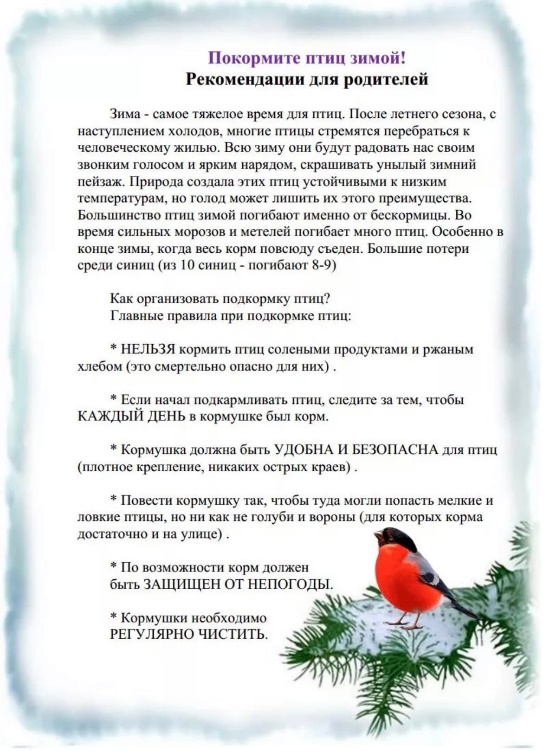 Покормите птиц зимой!
Рекомендации для родителей
Зима - самое тяжелое время для птиц. После летнего сезона, с
наступлением холодов, многие птицы стремятся перебраться к
человеческому жилью. Всю зиму они будут радовать нас своим
звонким голосом и ярким нарядом, скрашивать унылый зимний
пейзаж. Природа создала этих птиц устойчивыми к низким
температурам, но голод может лишить их этого преимущества.
Большинство птиц зимой погибают именно от бескормицы. Во
время сильных морозов и метелей погибает много птиц. Особенно в
конце зимы, когда весь корм повсюду съеден. Большие потери
среди синиц (из 10 синиц - погибают 8-9)
Как организовать подкормку птиц?
Главные правила при подкормке птиц:
* НЕЛЬЗЯ кормить птиц солеными продуктами и ржаным
хлебом (это смертельно опасно для них) .
* Если начал подкармливать птиц, следите за тем, чтобы
КАЖДЫЙ ДЕНЬ в кормушке был корм.
* Кормушка должна быть УДОБНА И БЕЗОПАСНА для птиц
(плотное крепление, никаких острых краев) .
* Повести кормушку так, чтобы туда могли попасть мелкие и
ловкие птицы, но ни как не голуби и вороны (для которых корма
достаточно и на улице) .
* По возможности корм должен
быть ЗАЩИЩЕН ОТ НЕПОГОДЫ.
* Кормушки необходимо
РЕГУЛЯРНО ЧИСТИТЬ.